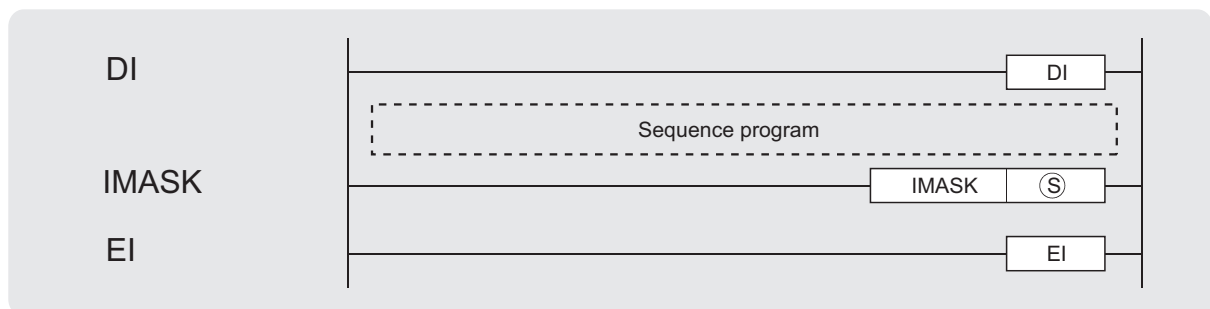 DI DI
Sequence program
IMASK IMASK Ⓢ
EI EI